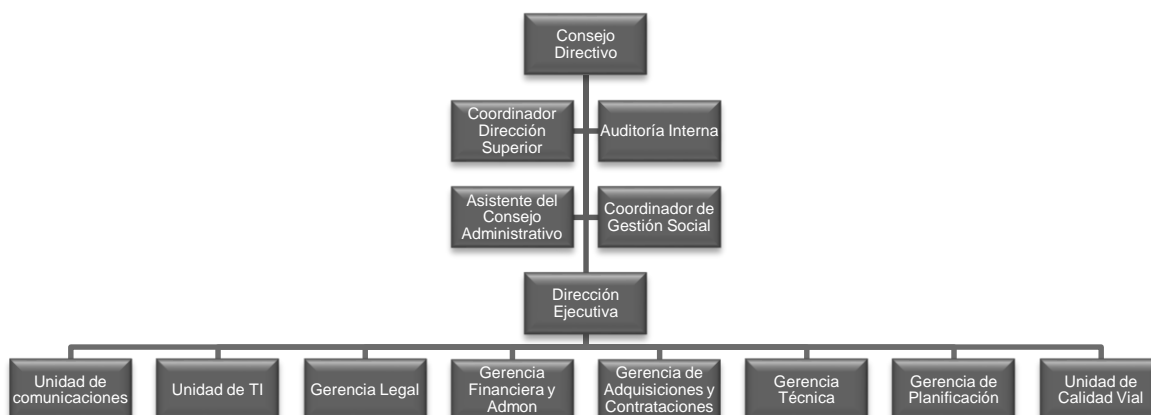 Consejo
Directivo
Coordinador
Dirección
Superior
Auditoría Interna
Asistente del
Consejo
Administrativo
Coordinador de
Gestión Social
Dirección
Ejecutiva
Unidad de
comunicaciones
Unidad de TI
Gerencia Legal
Gerencia
Financiera y
Admon
Gerencia de
Adquisiciones y
Contrataciones
Gerencia
Técnica
Gerencia de
Planificación
Unidad de
Calidad Vial